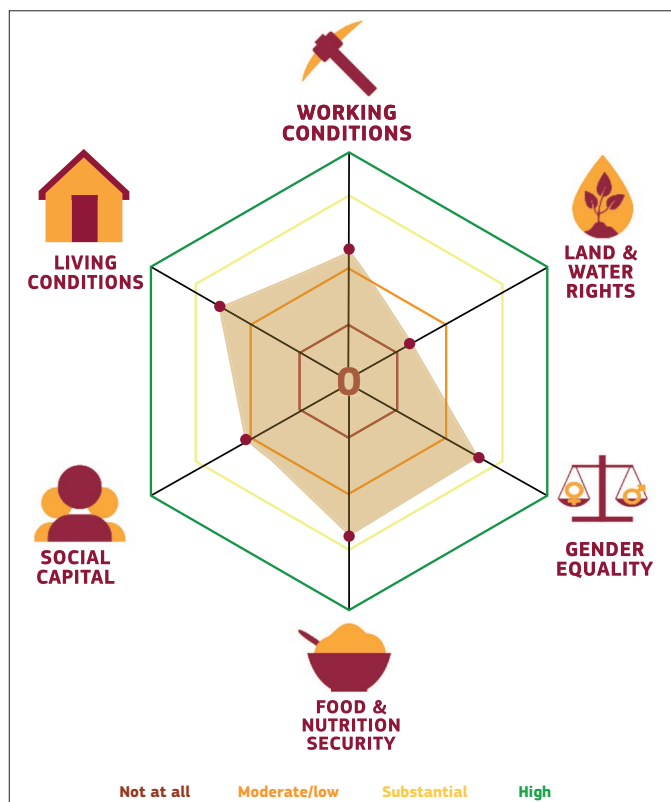 WORKING
CONDITIONS
LAND &
WATER
RIGHTS
LIVING
CONDITIONS
0
SOCIAL
CAPITAL
GENDER
EQUALITY
FOOD &
NUTRITION
SECURITY
Not at all Moderate/low Substantial High